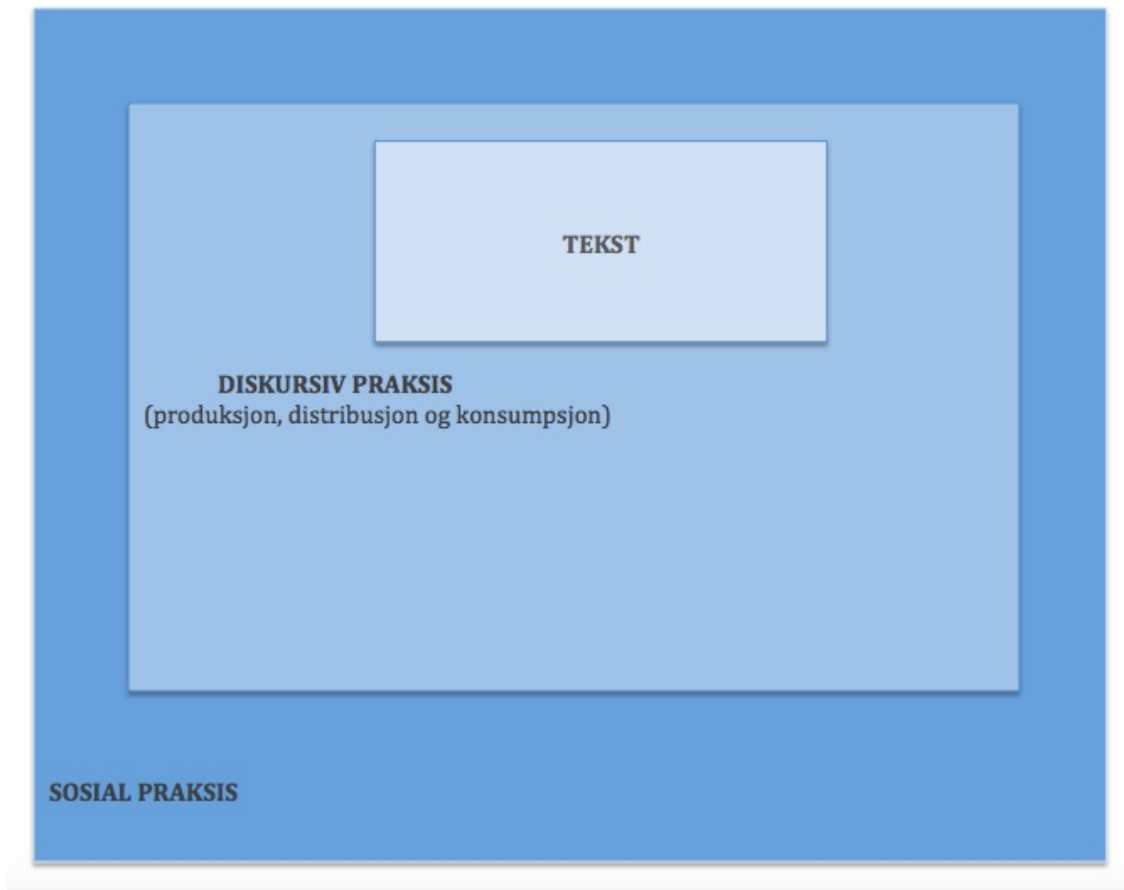 TEKST
DISKURSIV PRAKSIS
(produksjon, distribusjon og konsumpsjon)
SOSIAL PRAKSIS